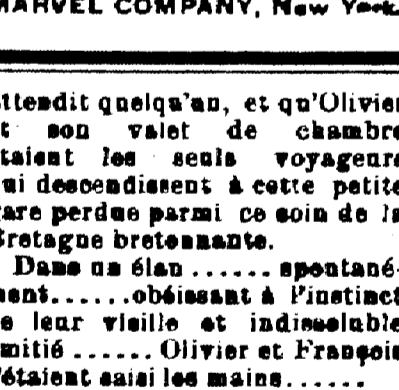 MARVEL COMPANY, New York.
attendit quelqu'un, et qu'Olivier
et son valet de chambre
étaient les seuls voyageurs
qui descendissent à cette petite
gare perdue parmi ce coin de la
Bretagne bretonnante.
Dans un élan ...... spontané-
ment......obéissant à l'instinct
de leur vieille et indissoluble
amitié ...... Olivier et François
s'étaient saisi les mains......